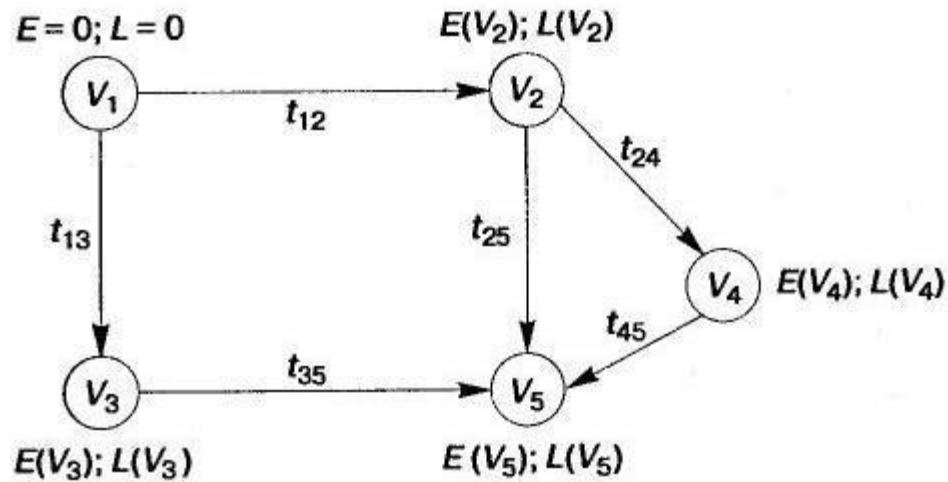 E = 0; L = 0
E(V₂); L(V₂)
V₁
V₂
t₁₂
t₂₄
t₁₃
t₂₅
V₄
E(V₄); L(V₄)
t₄₅
t₃₅
V₃
V₅
E(V₃); L(V₃)
E(V₅); L(V₅)